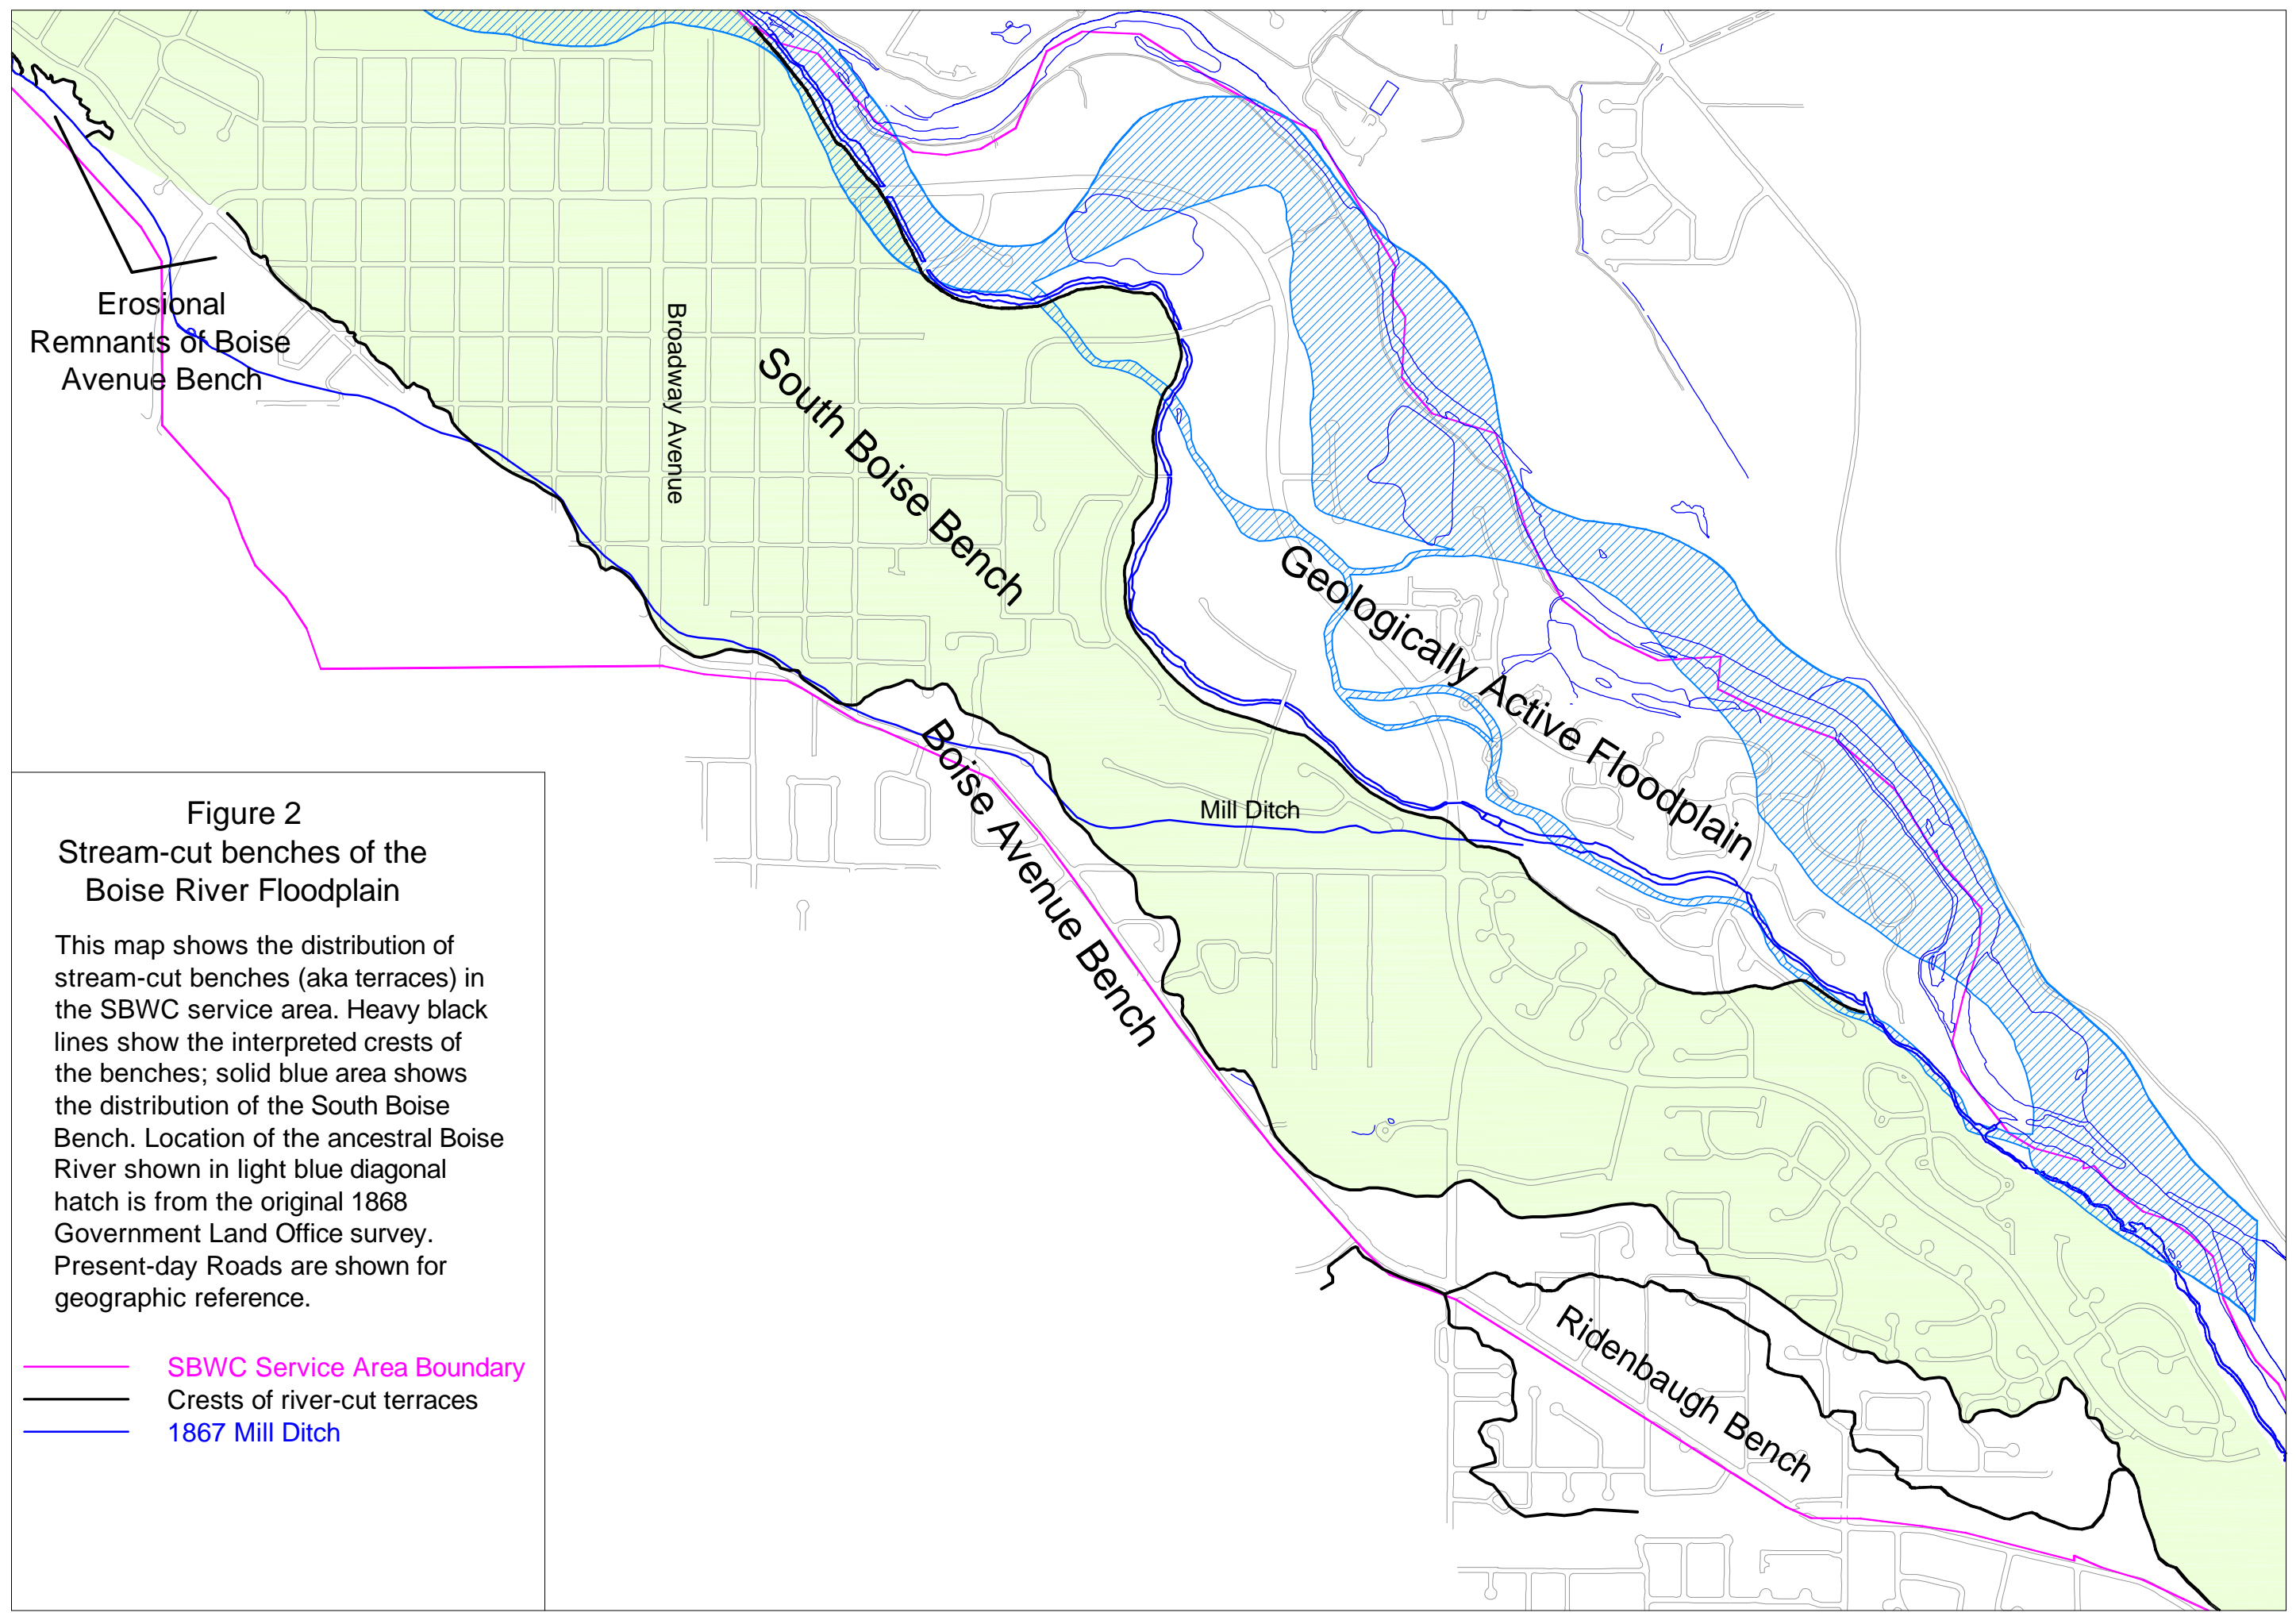 Erosional
Remnants of Boise
Avenue Bench
Broadway Avenue
South Boise Bench
Geologically Active Floodplain
Boise Avenue Bench
Mill Ditch
Ridenbaugh Bench
Figure 2
Stream-cut benches of the
Boise River Floodplain
This map shows the distribution of
stream-cut benches (aka terraces) in
the SBWC service area. Heavy black
lines show the interpreted crests of
the benches; solid blue area shows
the distribution of the South Boise
Bench. Location of the ancestral Boise
River shown in light blue diagonal
hatch is from the original 1868
Government Land Office survey.
Present-day Roads are shown for
geographic reference.
SBWC Service Area Boundary
Crests of river-cut terraces
1867 Mill Ditch